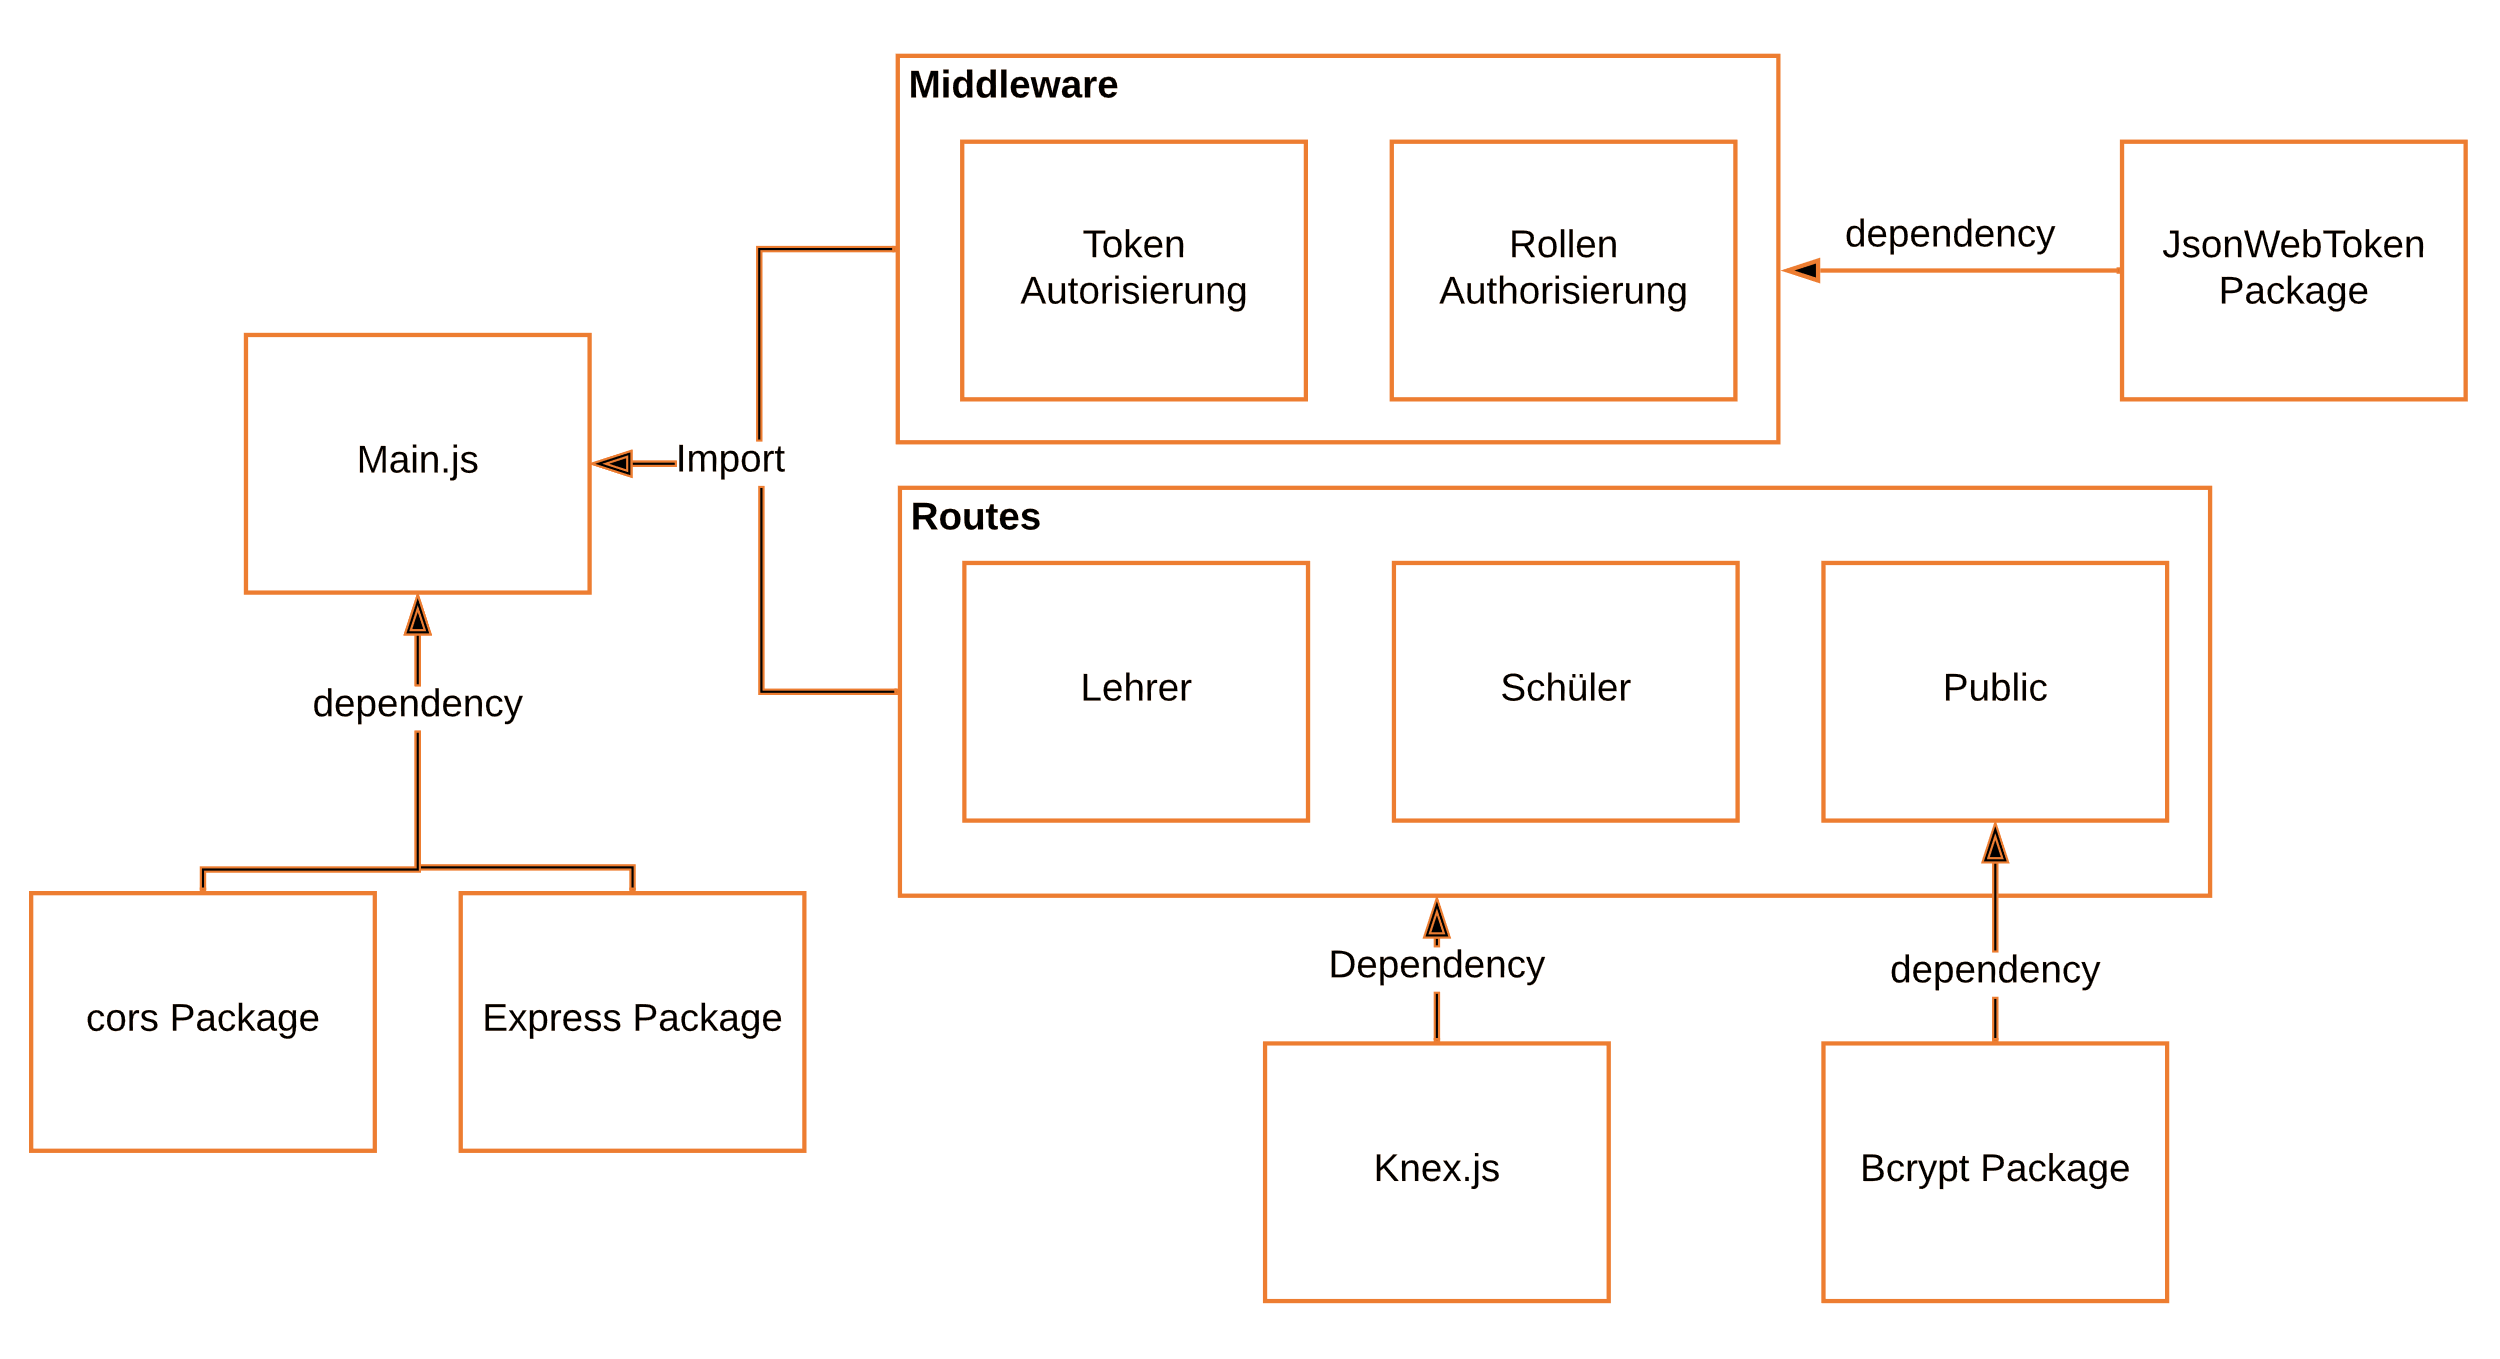 Middleware
Token
Autorisierung
Rollen
Authorisierug
dependency
JsonWebToken
Package
Main.js
Import
Routes
Lehrer
Schüler
Public
dependency
cors Package
Express Package
Dependency
dependency
Knex.js
Bcrypt Package